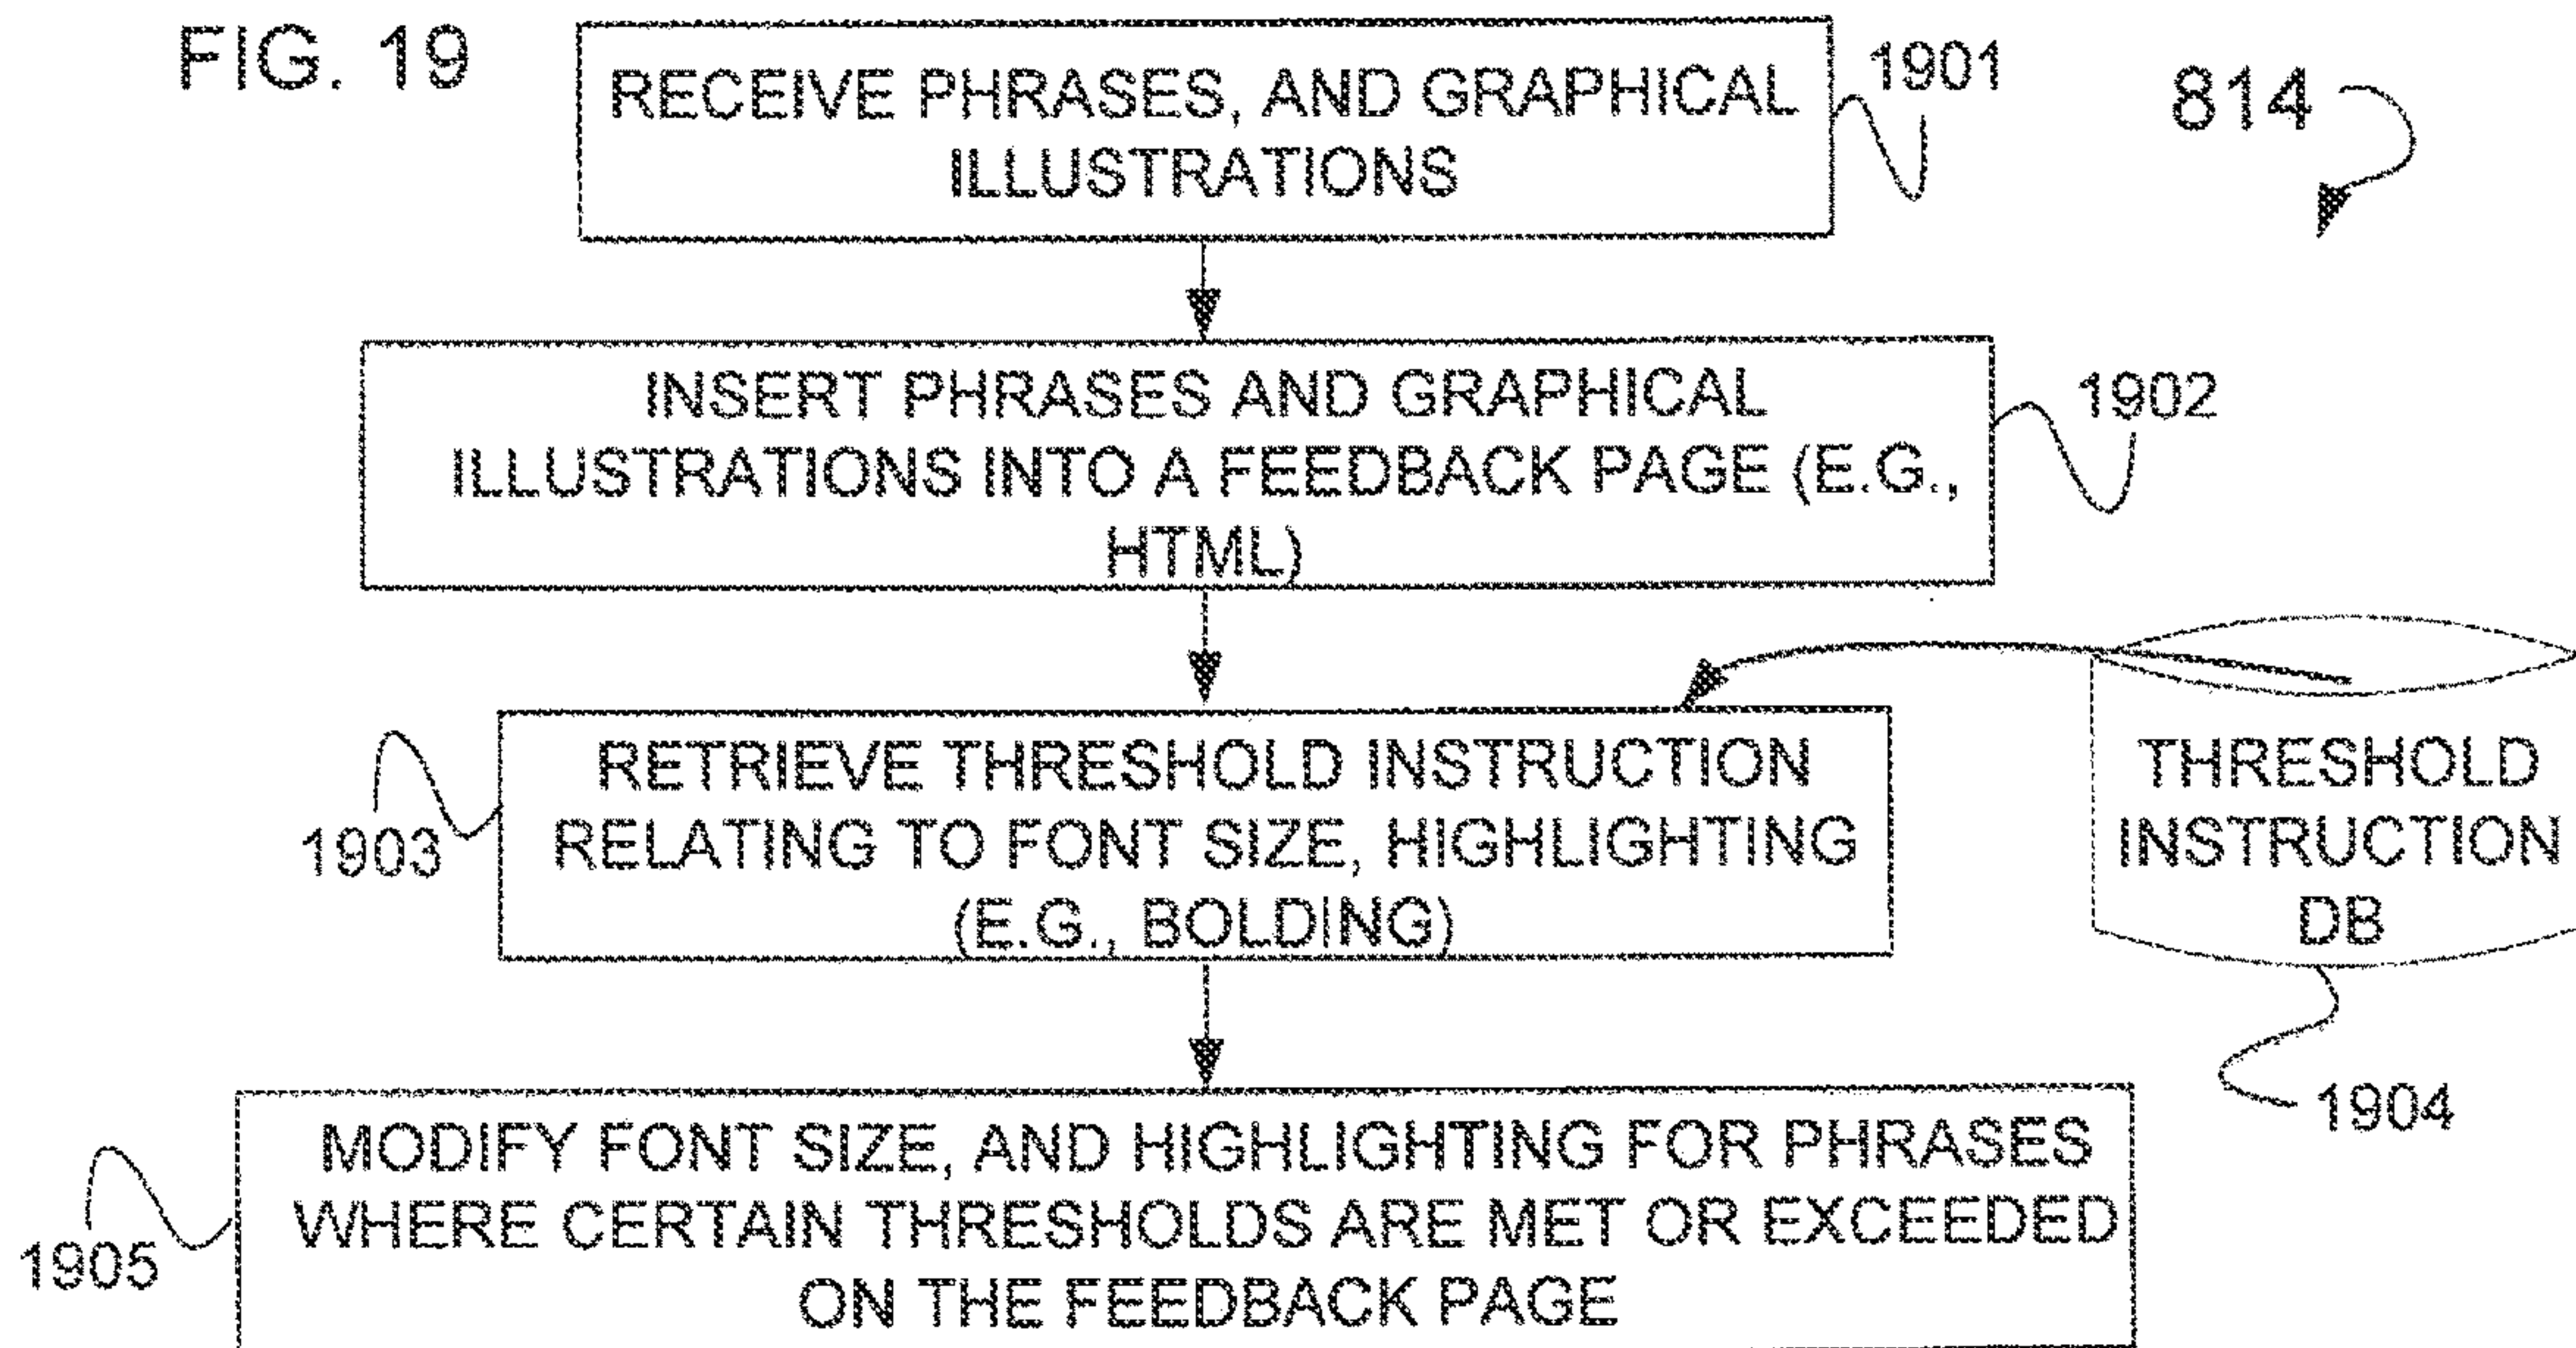 FIG. 19
RECEIVE PHRASES, AND GRAPHICAL
ILLUSTRATIONS
1901
814
INSERT PHRASES AND GRAPHICAL
ILLUSTRATIONS INTO A FEEDBACK PAGE (E.G.,
HTML)
1902
RETRIEVE THRESHOLD INSTRUCTION
RELATING TO FONT SIZE, HIGHLIGHTING
(E.G., BOLDING)
1903
THRESHOLD
INSTRUCTION
DB
1904
MODIFY FONT SIZE, AND HIGHLIGHTING FOR PHRASES
WHERE CERTAIN THRESHOLDS ARE MET OR EXCEEDED
ON THE FEEDBACK PAGE
1905